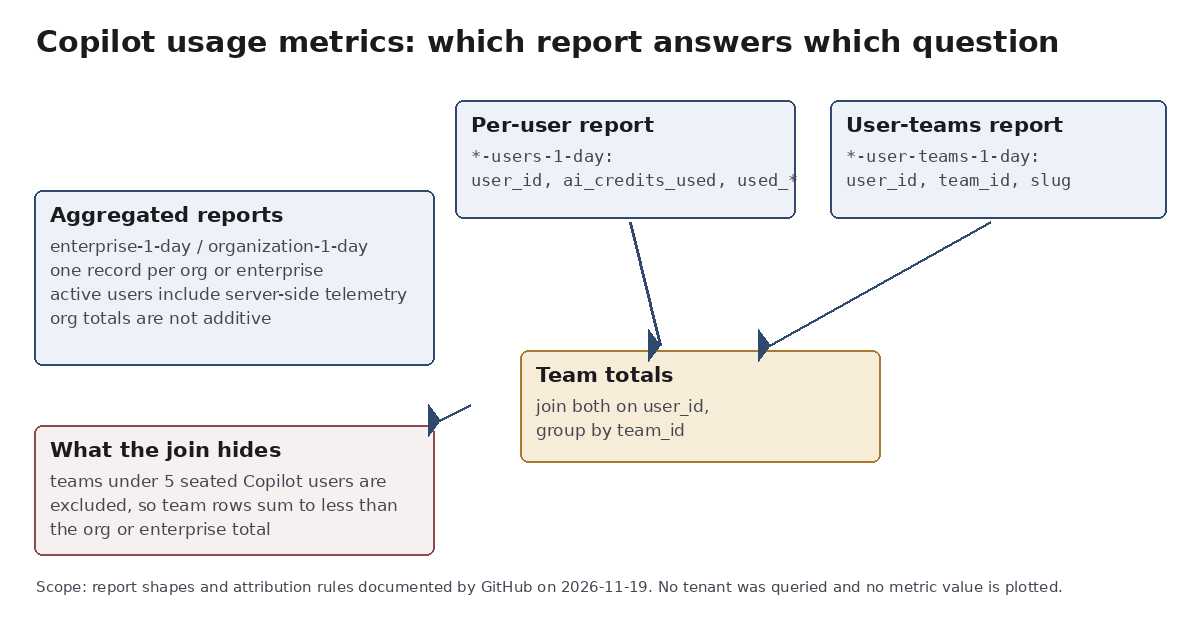 Copilot usage metrics: which report answers which question
Per-user report
*-users-1-day:
user_id, ai_credits_used, used_*
User-teams report
*-user-teams-1-day:
user_id, team_id, slug
Aggregated reports
enterprise-1-day / organization-1-day
one record per org or enterprise
active users include server-side telemetry
org totals are not additive
Team totals
join both on user_id,
group by team_id
What the join hides
teams under 5 seated Copilot users are
excluded, so team rows sum to less than
the org or enterprise total
Scope: report shapes and attribution rules documented by GitHub on 2026-11-19. No tenant was queried and no metric value is plotted.